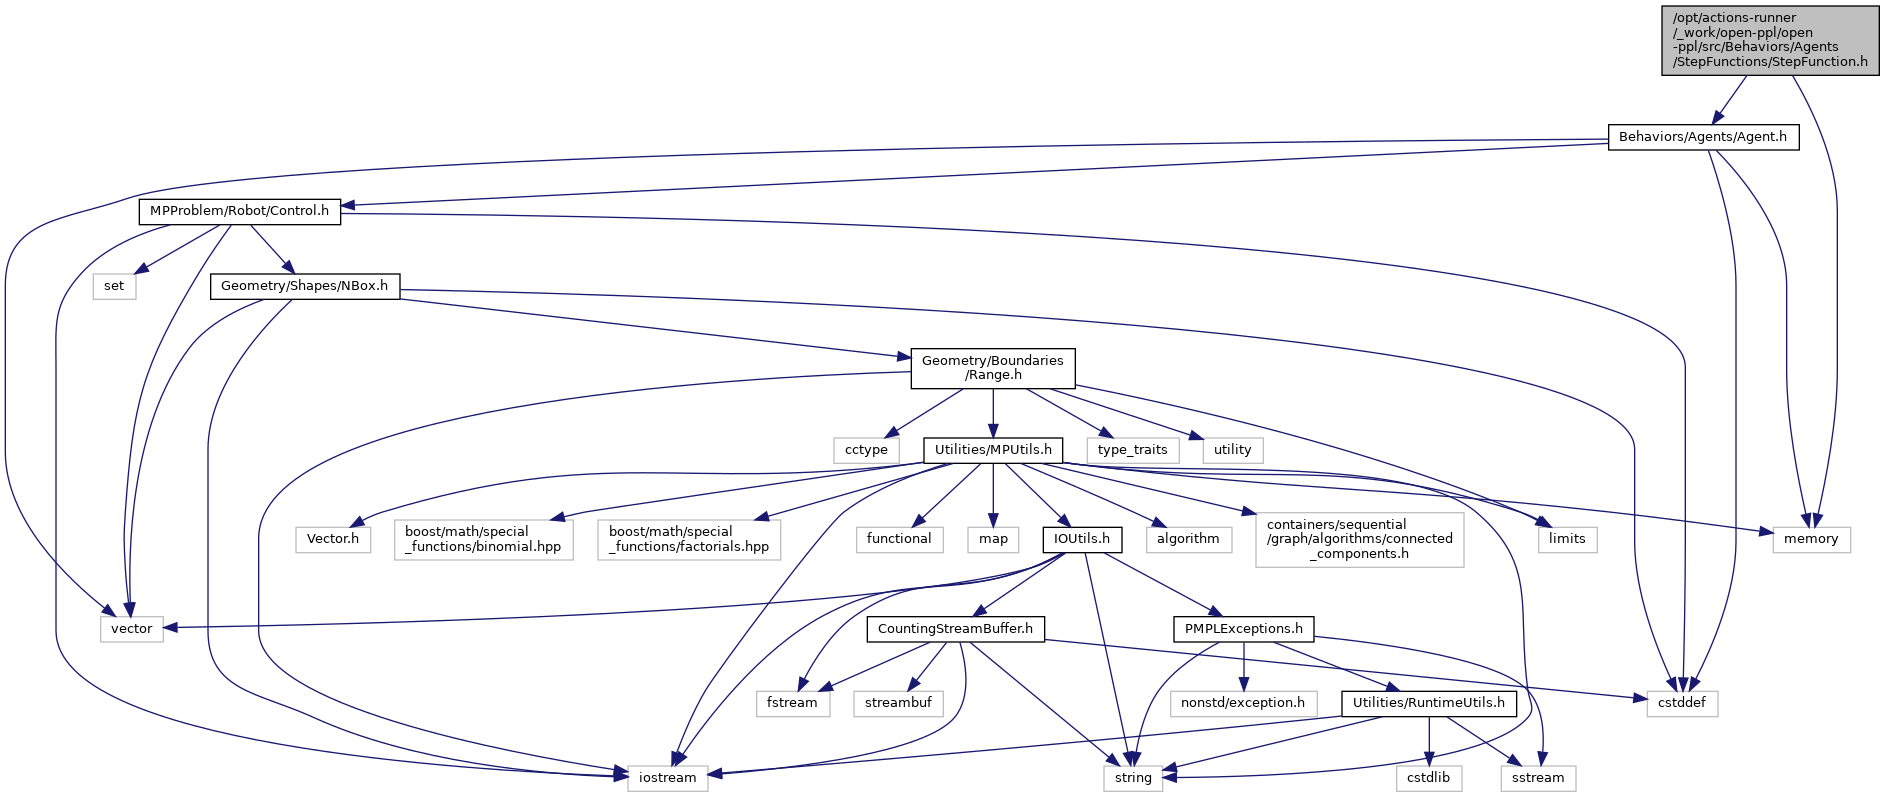 /opt/actions-runner
/_work/open-ppl/open
-ppl/src/Behaviors/Agents
/StepFunctions/StepFunction.h
Behaviors/Agents/Agent.h
MPProblem/Robot/Control.h
set
Geometry/Shapes/NBox.h
Geometry/Boundaries
/Range.h
cctype
Utilities/MPUtils.h
type_traits
utility
Vector.h
boost/math/special
_functions/binomial.hpp
boost/math/special
_functions/factorials.hpp
functional
map
IOUtils.h
algorithm
containers/sequential
/graph/algorithms/connected
_components.h
limits
memory
vector
CountingStreamBuffer.h
PMPLExceptions.h
fstream
streambuf
nonstd/exception.h
Utilities/RuntimeUtils.h
cstddef
iostream
string
cstdlib
sstream